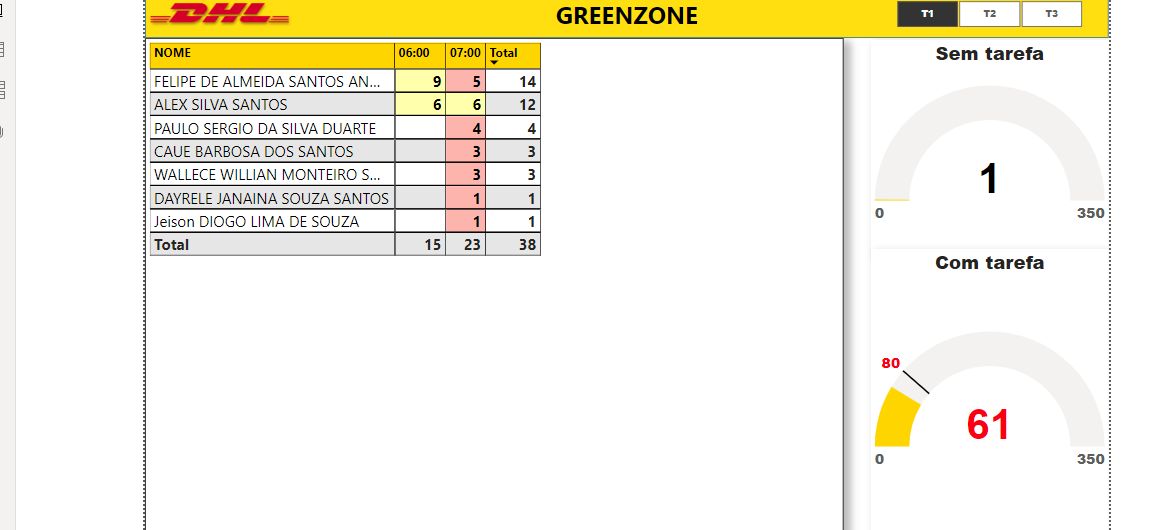 DHL
GREENZONE
T1 T2 T3
NOME 06:00 07:00 Total
FELIPE DE ALMEIDA SANTOS AN... 9 5 14
ALEX SILVA SANTOS 6 6 12
PAULO SERGIO DA SILVA DUARTE 4 4
CAUE BARBOSA DOS SANTOS 3 3
WALLECE WILLIAN MONTEIRO S... 3 3
DAYRELE JANAINA SOUZA SANTOS 1 1
Jeison DIOGO LIMA DE SOUZA 1 1
Total 15 23 38
Sem tarefa
1
0 350
Com tarefa
80
61
0 350